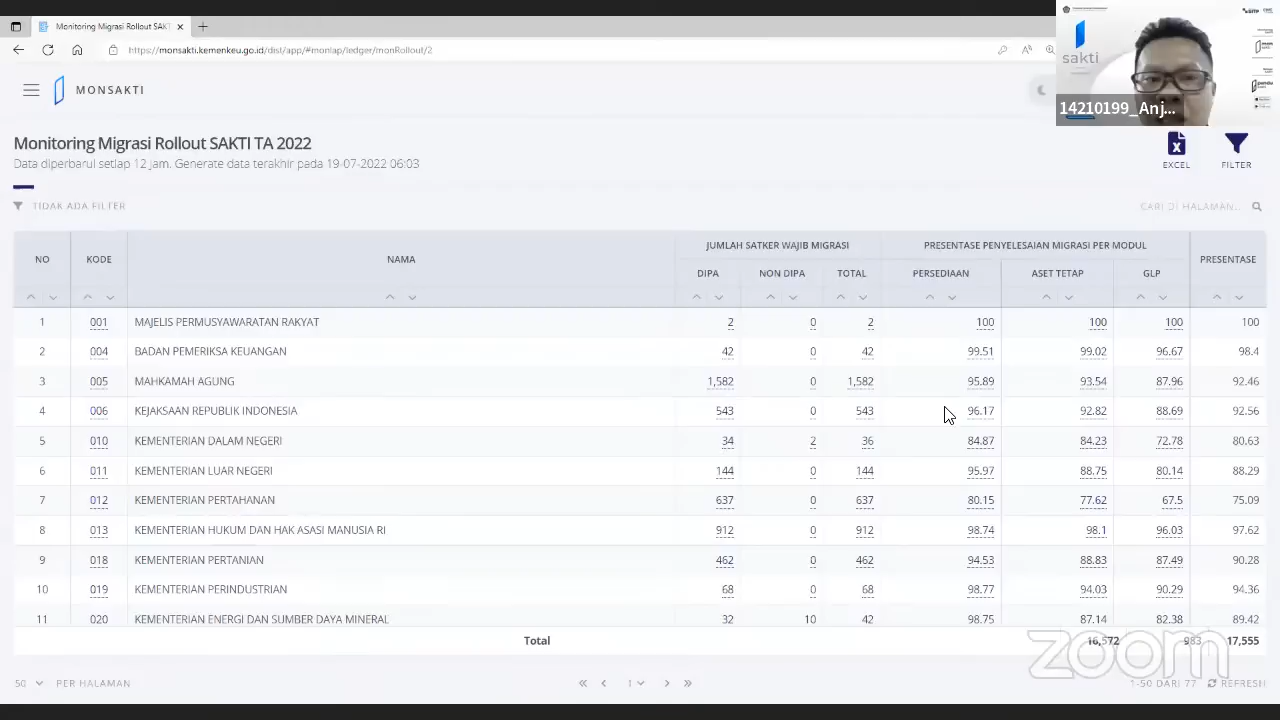 Monitoring Migrasi Rollout SAKT
https://monsakti.kemenkeu.go.id/dist/app/#monlap/ledger/monRollout/2
sakti
14210199_Anj...
MONSAKTI
Monitoring Migrasi Rollout SAKTI TA 2022
Data diperbarui setiap 12 jam. Generate data terakhir pada 19-07-2022 06:03
EXCEL
FILTER
TIDAK ADA FILTER
CARI DI HALAMAN...
NO KODE NAMA JUMLAH SATKER WAJIB MIGRASI PRESENTASE PENYELESAIAN MIGRASI PER MODUL PRESENTASE
DIPA NON DIPA TOTAL PERSEDIAAN ASET TETAP GLP
1 001 MAJELIS PERMUSYAWARATAN RAKYAT 2 0 2 100 100 100 100
2 004 BADAN PEMERIKSA KEUANGAN 42 0 42 99.51 99.02 96.67 98.4
3 005 MAHKAMAH AGUNG 1,582 0 1,582 95.89 93.54 87.96 92.46
4 006 KEJAKSAAN REPUBLIK INDONESIA 543 0 543 96.17 92.82 88.69 92.56
5 010 KEMENTERIAN DALAM NEGERI 34 2 36 84.87 84.23 72.78 80.63
6 011 KEMENTERIAN LUAR NEGERI 144 0 144 95.97 88.75 80.14 88.29
7 012 KEMENTERIAN PERTAHANAN 637 0 637 80.15 77.62 67.5 75.09
8 013 KEMENTERIAN HUKUM DAN HAK ASASI MANUSIA RI 912 0 912 98.74 98.1 96.03 97.62
9 018 KEMENTERIAN PERTANIAN 462 0 462 94.53 88.83 87.49 90.28
10 019 KEMENTERIAN PERINDUSTRIAN 68 0 68 98.77 94.03 90.29 94.36
11 020 KEMENTERIAN ENERGI DAN SUMBER DAYA MINERAL 32 10 42 98.75 87.14 82.38 89.42
Total 16,572 983 17,555
zoom
50 PER HALAMAN 1 1-50 DARI 77 REFRESH